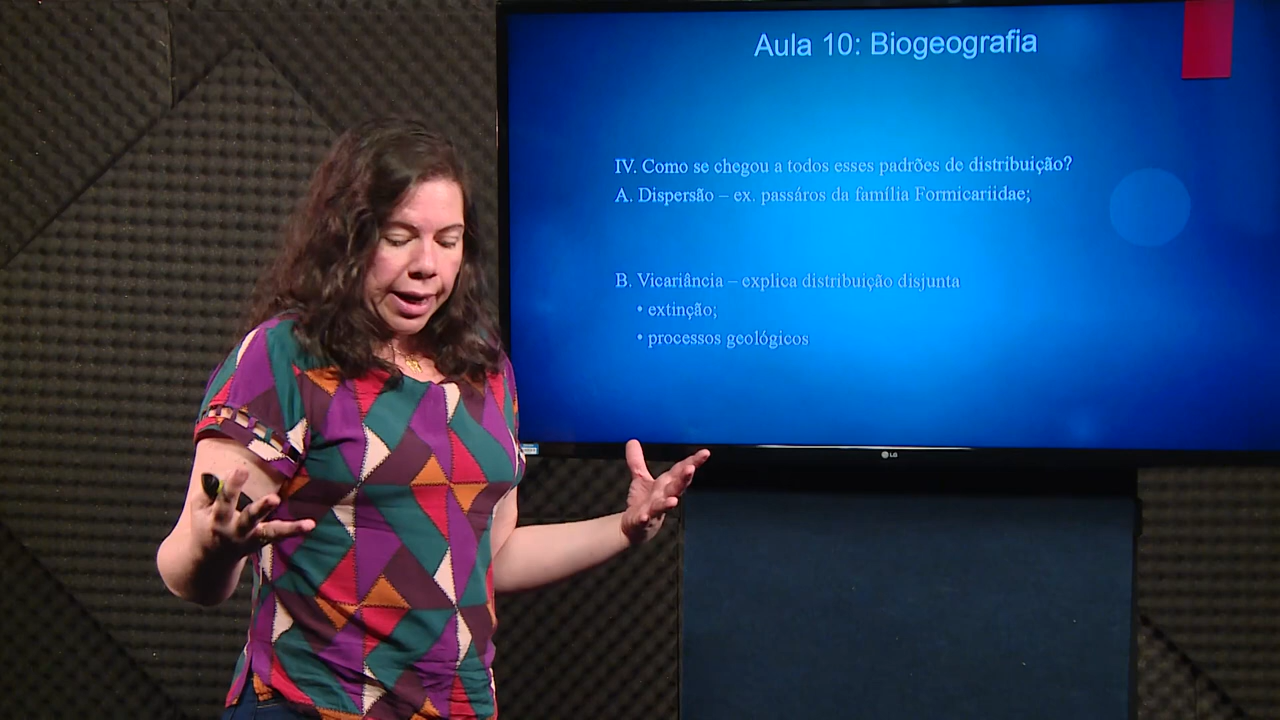 Aula 10: Biogeografia
IV. Como se chegou a todos esses padrões de distribuição?
A. Dispersão – ex. passáros da família Formicariidae;
B. Vicariância – explica distribuição disjunta
• extinção;
• processos geológicos
LG